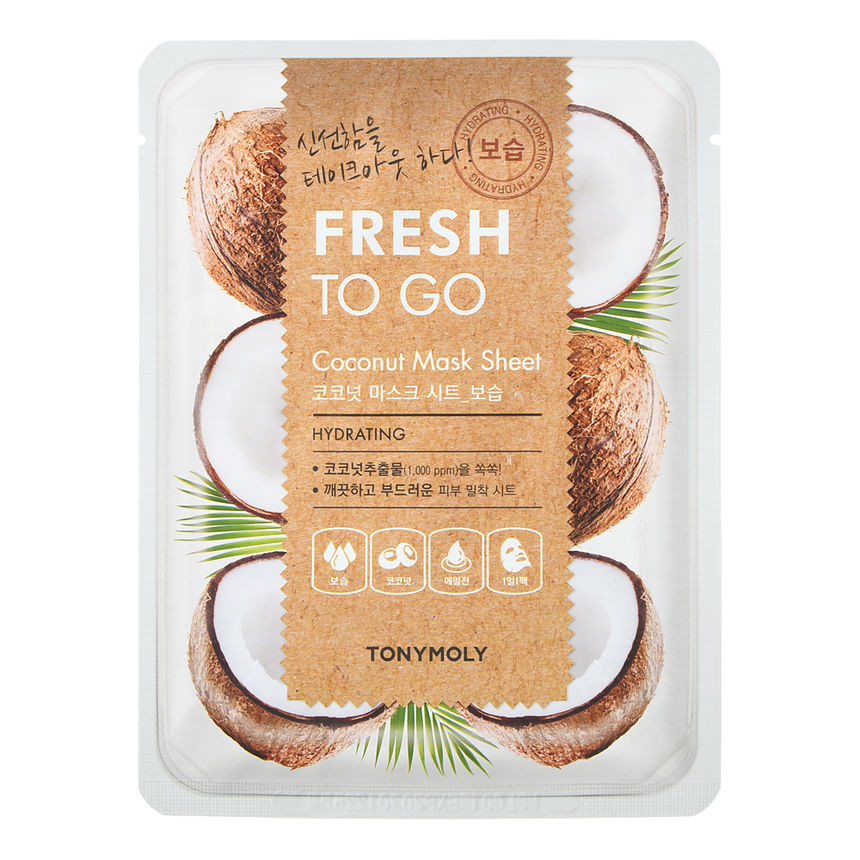 신선함을
테이크아웃 하다!
HYDRATING • HYDRATING • HYDRATING •
보습
FRESH
TO GO
Coconut Mask Sheet
코코넛 마스크 시트_보습
HYDRATING
• 코코넛추출물(1,000 ppm)을 쏙쏙!
• 깨끗하고 부드러운 피부 밀착 시트
보습 코코넛 에멀전 1일1팩
TONYMOLY